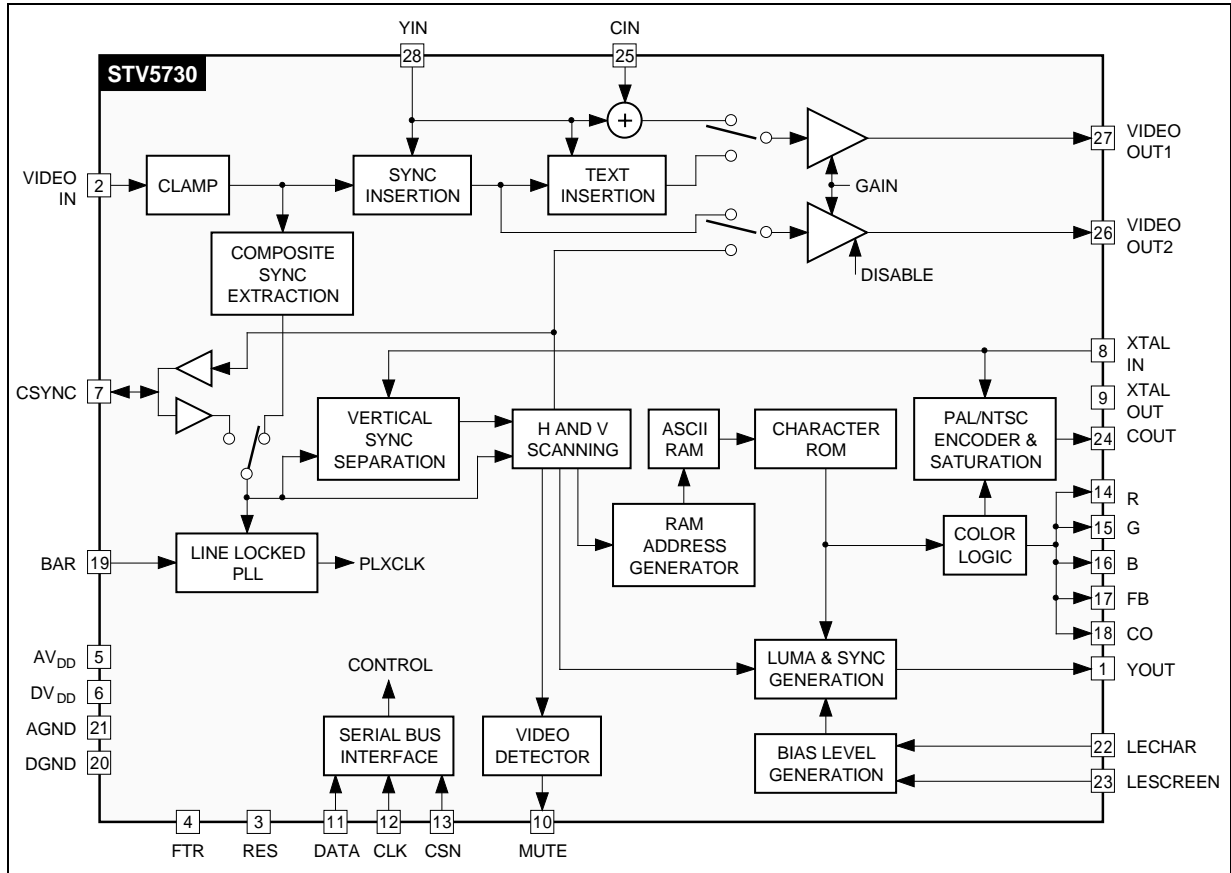 YIN
CIN
28
25
STV5730
+
27
VIDEO
OUT1
VIDEO
IN
2
CLAMP
SYNC
INSERTION
TEXT
INSERTION
GAIN
26
VIDEO
OUT2
COMPOSITE
SYNC
EXTRACTION
DISABLE
8
XTAL
IN
CSYNC
7
9
XTAL
OUT
VERTICAL
SYNC
SEPARATION
H AND V
SCANNING
ASCII
RAM
CHARACTER
ROM
PAL/NTSC
ENCODER &
SATURATION
24
COUT
14
R
RAM
ADDRESS
GENERATOR
COLOR
LOGIC
15
G
BAR
19
LINE LOCKED
PLL
PLXCLK
16
B
17
FB
18
CO
AVDD
5
CONTROL
LUMA & SYNC
GENERATION
1
YOUT
DVDD
6
AGND
21
SERIAL BUS
INTERFACE
VIDEO
DETECTOR
BIAS LEVEL
GENERATION
22
LECHAR
DGND
20
23
LESCREEN
4
3
11
12
13
10
FTR
RES
DATA
CLK
CSN
MUTE